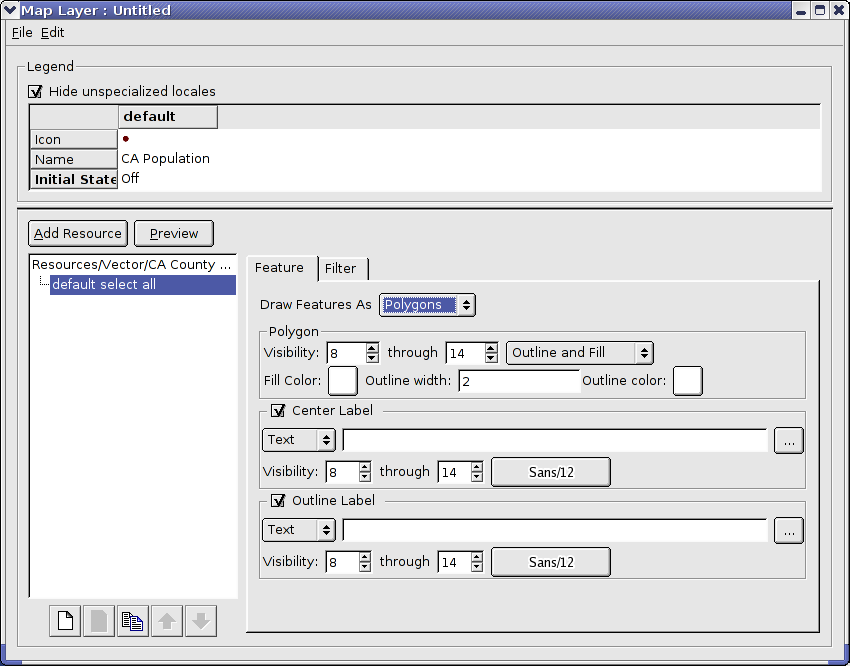 Map Layer : Untitled
File Edit
Legend
Hide unspecialized locales
default
Icon
Name CA Population
Initial State Off
Add Resource Preview
Resources/Vector/CA County ...
default select all
Feature Filter
Draw Features As Polygons
Polygon
Visibility: 8 through 14 Outline and Fill
Fill Color: Outline width: 2 Outline color:
Center Label
Text ...
Visibility: 8 through 14 Sans/12
Outline Label
Text ...
Visibility: 8 through 14 Sans/12